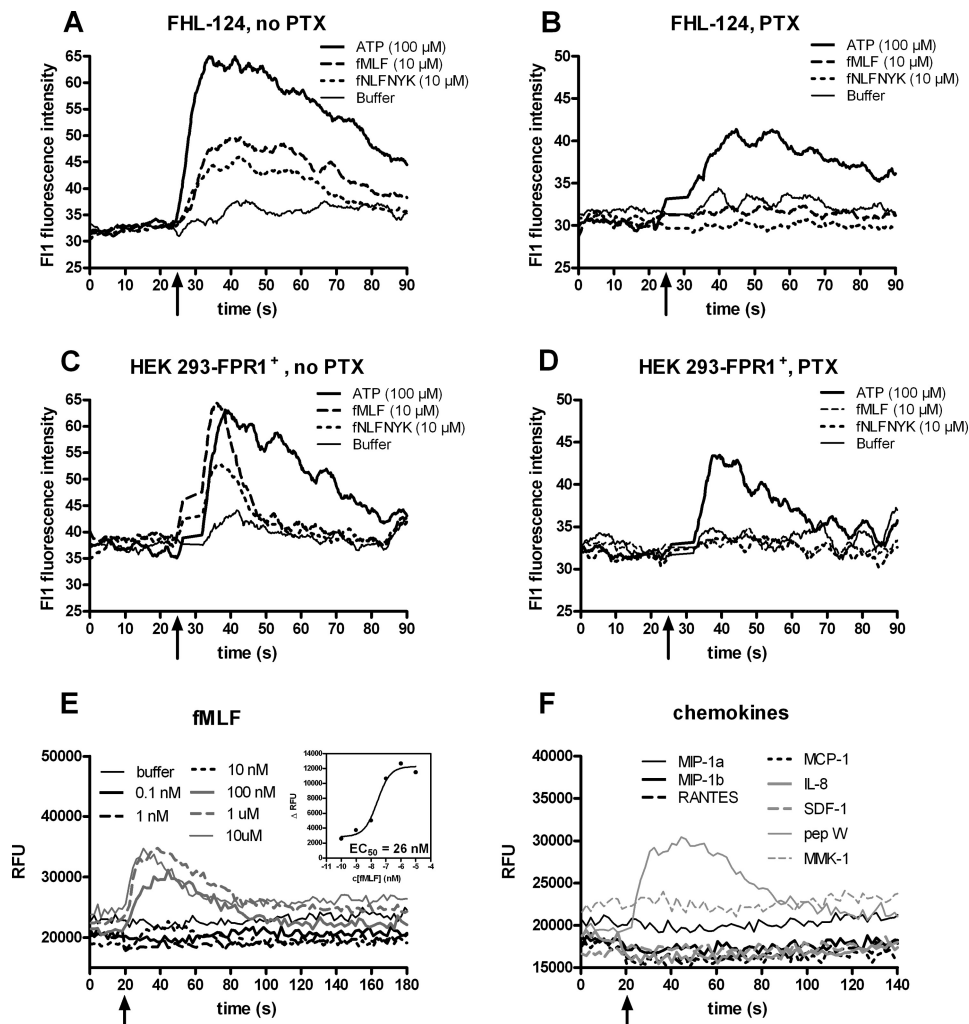 A
FHL-124, no PTX
ATP (100 µM)
fMLF (10 µM)
fNLFNYK (10 µM)
Buffer
Fl1 fluorescence intensity
65
60
55
50
45
40
35
30
25
0 10 20 30 40 50 60 70 80 90
time (s)
B
FHL-124, PTX
ATP (100 µM)
fMLF (10 µM)
fNLFNYK (10 µM)
Buffer
Fl1 fluorescence intensity
50
45
40
35
30
25
0 10 20 30 40 50 60 70 80 90
time (s)
C
HEK 293-FPR1+ , no PTX
ATP (100 µM)
fMLF (10 µM)
fNLFNYK (10 µM)
Buffer
Fl1 fluorescence intensity
65
60
55
50
45
40
35
30
25
0 10 20 30 40 50 60 70 80 90
time (s)
D
HEK 293-FPR1+, PTX
ATP (100 µM)
fMLF (10 µM)
fNLFNYK (10 µM)
Buffer
Fl1 fluorescence intensity
50
45
40
35
30
25
0 10 20 30 40 50 60 70 80 90
time (s)
E
fMLF
buffer
0.1 nM
1 nM
10 nM
100 nM
1 uM
10uM
RFU
50000
40000
30000
20000
0 20 40 60 80 100 120 140 160 180
time (s)
Δ RFU
14000
12000
10000
8000
6000
4000
2000
0
EC50 = 26 nM
-11 -10 -9 -8 -7 -6 -5 -4
c[fMLF] (nM)
F
chemokines
MIP-1a
MIP-1b
RANTES
MCP-1
IL-8
SDF-1
pep W
MMK-1
RFU
40000
35000
30000
25000
20000
15000
0 20 40 60 80 100 120 140
time (s)